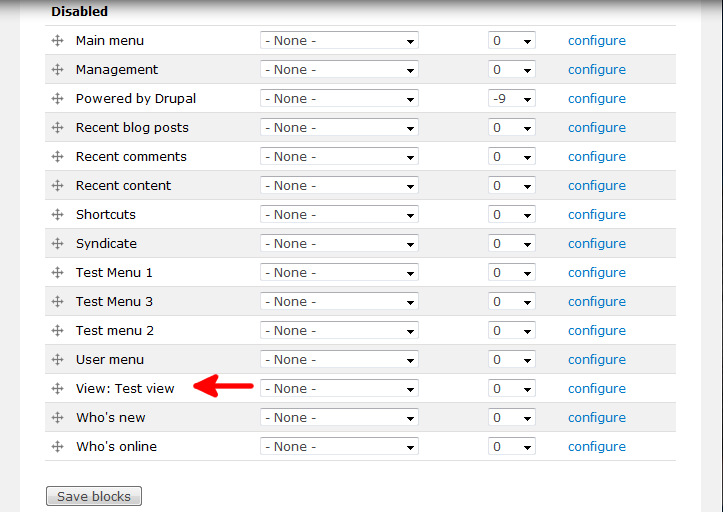 Disabled
Main menu - None - 0 configure
Management - None - 0 configure
Powered by Drupal - None - -9 configure
Recent blog posts - None - 0 configure
Recent comments - None - 0 configure
Recent content - None - 0 configure
Shortcuts - None - 0 configure
Syndicate - None - 0 configure
Test Menu 1 - None - 0 configure
Test Menu 3 - None - 0 configure
Test menu 2 - None - 0 configure
User menu - None - 0 configure
View: Test view - None - 0 configure
Who's new - None - 0 configure
Who's online - None - 0 configure
Save blocks